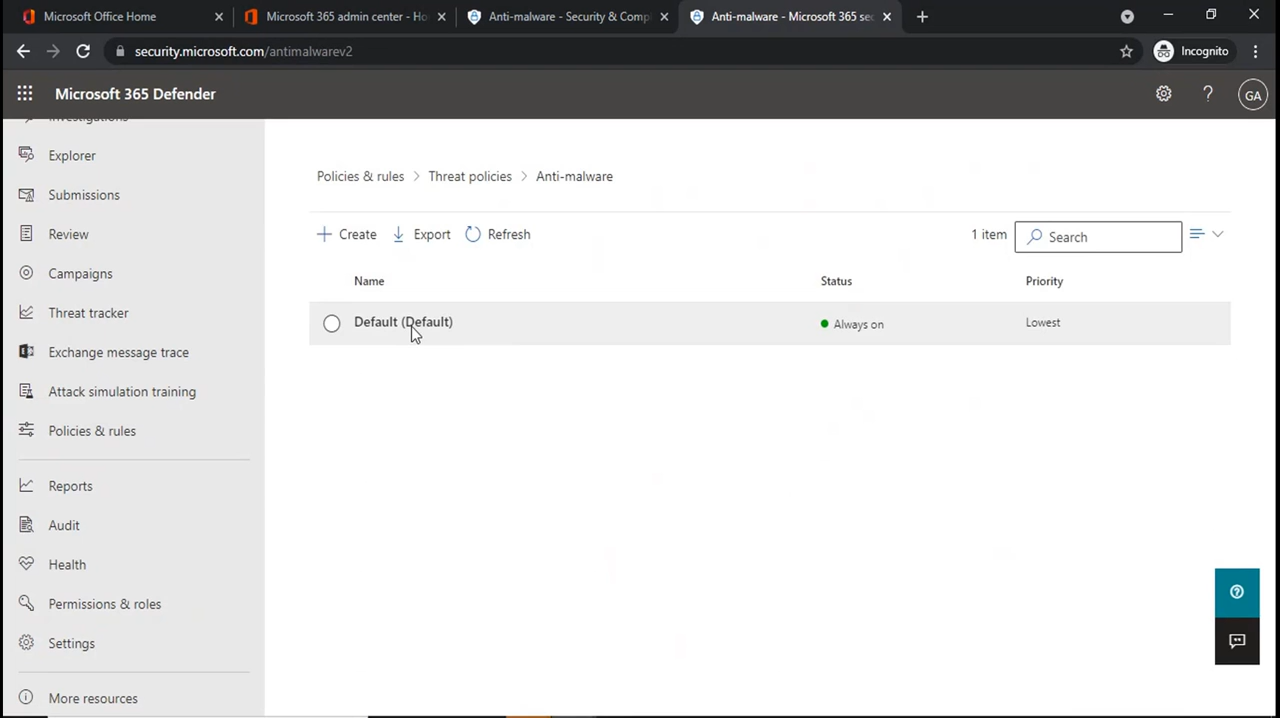 Microsoft Office Home
Microsoft 365 admin center - Ho
Anti-malware - Security & Compl
Anti-malware - Microsoft 365 sec
security.microsoft.com/antimalwarev2
Incognito
Microsoft 365 Defender
GA
Investigations
Explorer
Submissions
Review
Campaigns
Threat tracker
Exchange message trace
Attack simulation training
Policies & rules
Reports
Audit
Health
Permissions & roles
Settings
More resources
Policies & rules > Threat policies > Anti-malware
Create Export Refresh 1 item Search
Name Status Priority
Default (Default) Always on Lowest